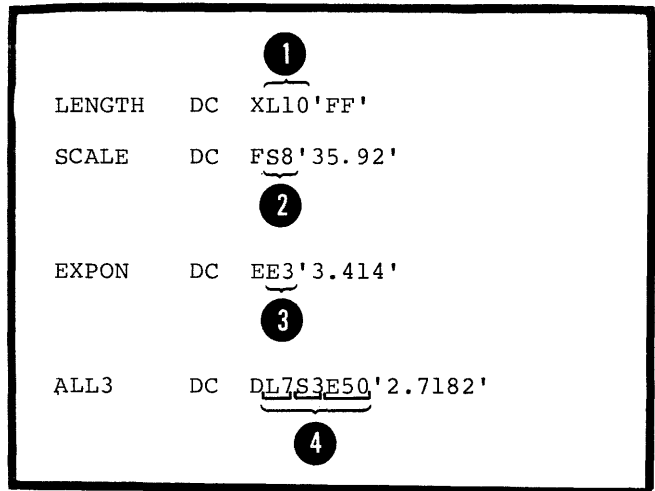 1
LENGTH DC XL10'FF'
SCALE DC FS8'35.92'
2
EXPON DC EE3'3.414'
3
ALL3 DC DL7S3E50'2.7182'
4